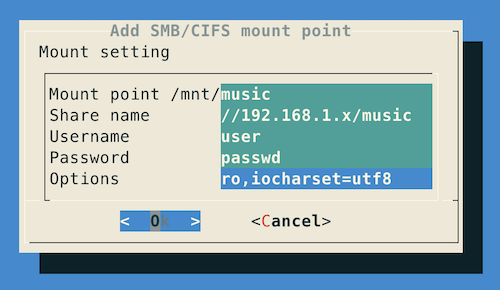 Add SMB/CIFS mount point
Mount setting
Mount point /mnt/music
Share name //192.168.1.x/music
Username user
Password passwd
Options ro,iocharset=utf8
< Ok > <Cancel>